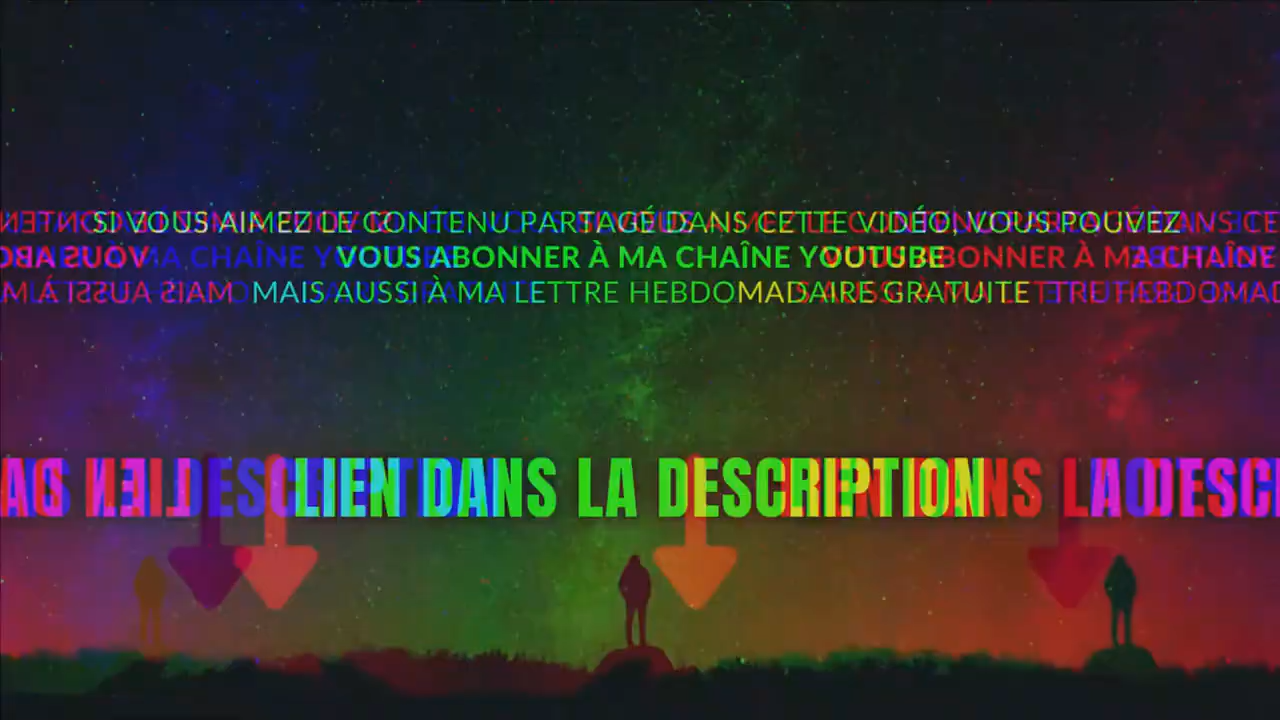 SI VOUS AIMEZ LE CONTENU PARTAGÉ DANS CETTE VIDÉO, VOUS POUVEZ
VOUS ABONNER À MA CHAÎNE YOUTUBE
MAIS AUSSI À MA LETTRE HEBDOMADAIRE GRATUITE
LIEN DANS LA DESCRIPTION